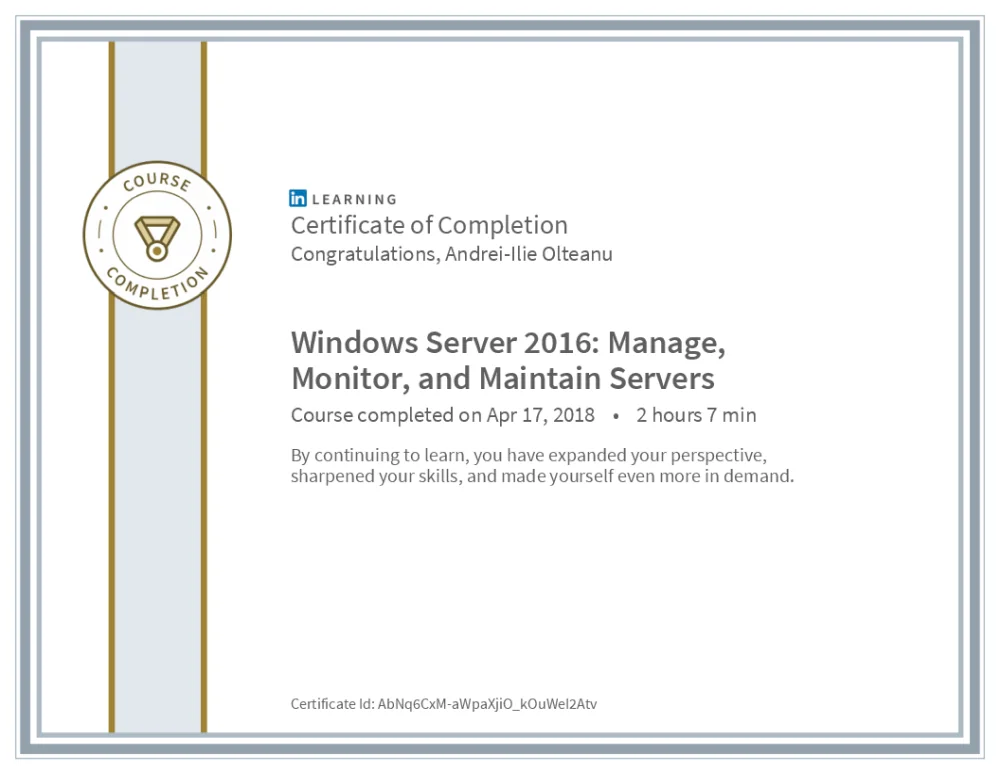 COURSE
COMPLETION
in LEARNING
Certificate of Completion
Congratulations, Andrei-Ilie Olteanu
Windows Server 2016: Manage,
Monitor, and Maintain Servers
Course completed on Apr 17, 2018 • 2 hours 7 min
By continuing to learn, you have expanded your perspective,
sharpened your skills, and made yourself even more in demand.
Certificate Id: AbNq6CxM-aWpaXjiO_kOuWel2Atv